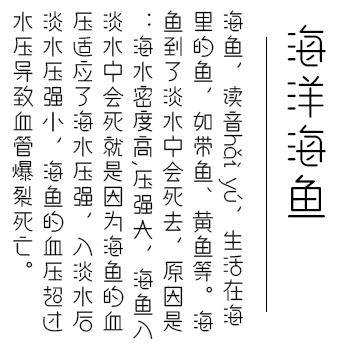 海洋海鱼
海鱼，读音hǎi yú，生活在海
里的鱼，如带鱼、黄鱼等。海
鱼到了淡水中会死去，原因是
：海水密度高,压强大，海鱼入
淡水中会死就是因为海鱼的血
压适应了海水压强，入淡水后
淡水压强小，海鱼的血压超过
水压导致血管爆裂死亡。